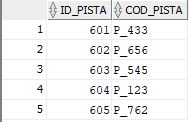 ID_PISTA COD_PISTA
1 601 P_433
2 602 P_656
3 603 P_545
4 604 P_123
5 605 P_762